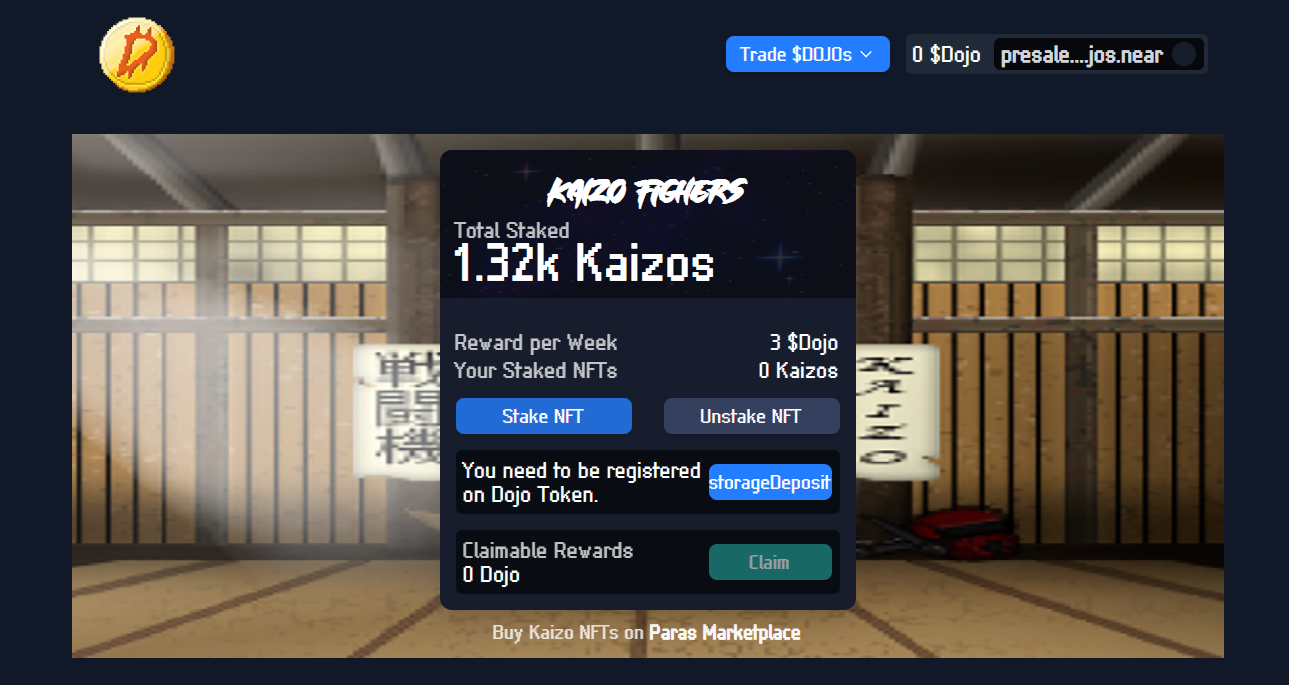 Trade $DOJOs
0 $Dojo
presale....jos.near
KAIZO FIGHERS
Total Staked
1.32k Kaizos
Reward per Week
3 $Dojo
Your Staked NFTs
0 Kaizos
戦
闘
機
KAIZO
Stake NFT
Unstake NFT
You need to be registered
on Dojo Token.
storageDeposit
Claimable Rewards
0 Dojo
Claim
Buy Kaizo NFTs on Paras Marketplace